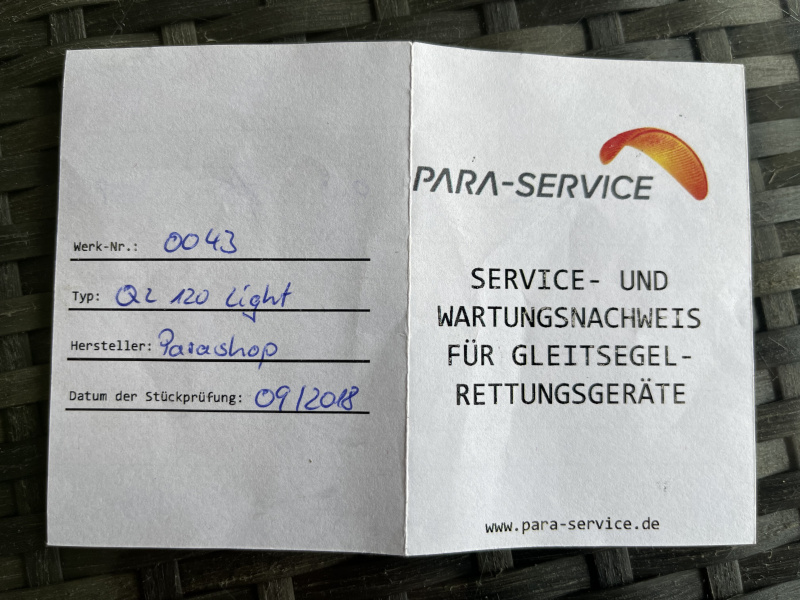 Werk-Nr.: 0043
Typ: QL 120 Light
Hersteller: Parashop
Datum der Stückprüfung: 09/2018
PARA-SERVICE
SERVICE- UND
WARTUNGSNACHWEIS
FÜR GLEITSEGEL-
RETTUNGSGERÄTE
www.para-service.de